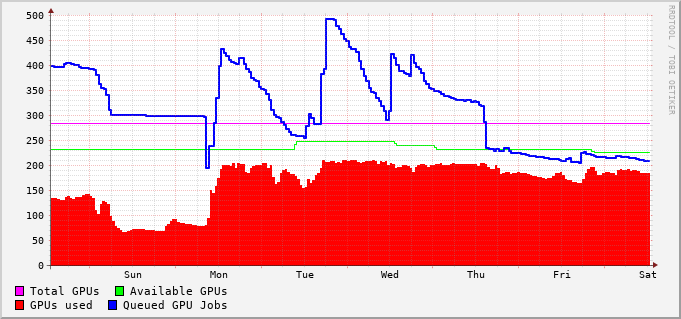 500
450
400
350
300
250
200
150
100
50
0
Sun Mon Tue Wed Thu Fri Sat
Total GPUs Available GPUs
GPUs used Queued GPU Jobs
RRDTOOL / TOBI OETIKER